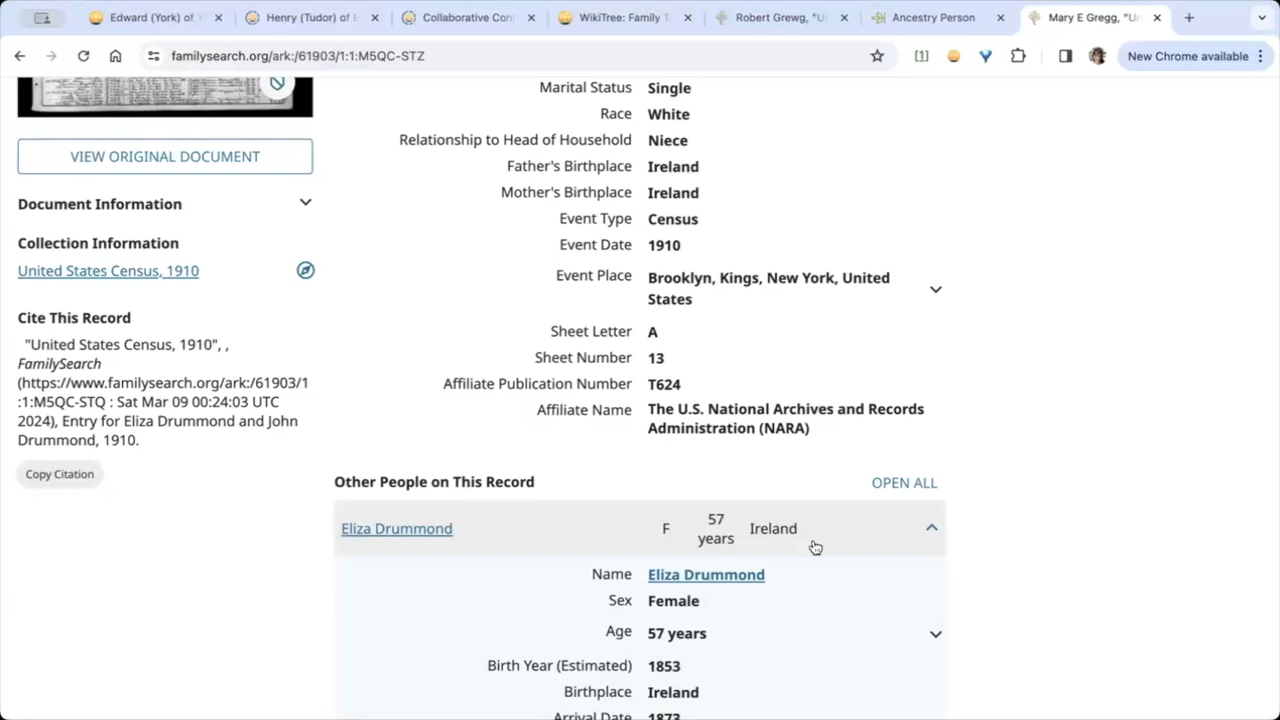 Edward (York) of Y
Henry (Tudor) of E
Collaborative Con
WikiTree: Family T
Robert Grewg, "U
Ancestry Person
Mary E Gregg, "Un
familysearch.org/ark:/61903/1:1:M5QC-STZ
[1]
New Chrome available
VIEW ORIGINAL DOCUMENT
Document Information
Collection Information
United States Census, 1910
Cite This Record
"United States Census, 1910", ,
FamilySearch
(https://www.familysearch.org/ark:/61903/1
:1:M5QC-STQ : Sat Mar 09 00:24:03 UTC
2024), Entry for Eliza Drummond and John
Drummond, 1910.
Copy Citation
Marital Status Single
Race White
Relationship to Head of Household Niece
Father's Birthplace Ireland
Mother's Birthplace Ireland
Event Type Census
Event Date 1910
Event Place Brooklyn, Kings, New York, United
States
Sheet Letter A
Sheet Number 13
Affiliate Publication Number T624
Affiliate Name The U.S. National Archives and Records
Administration (NARA)
Other People on This Record OPEN ALL
Eliza Drummond F 57 years Ireland
Name Eliza Drummond
Sex Female
Age 57 years
Birth Year (Estimated) 1853
Birthplace Ireland
Arrival Date 1873